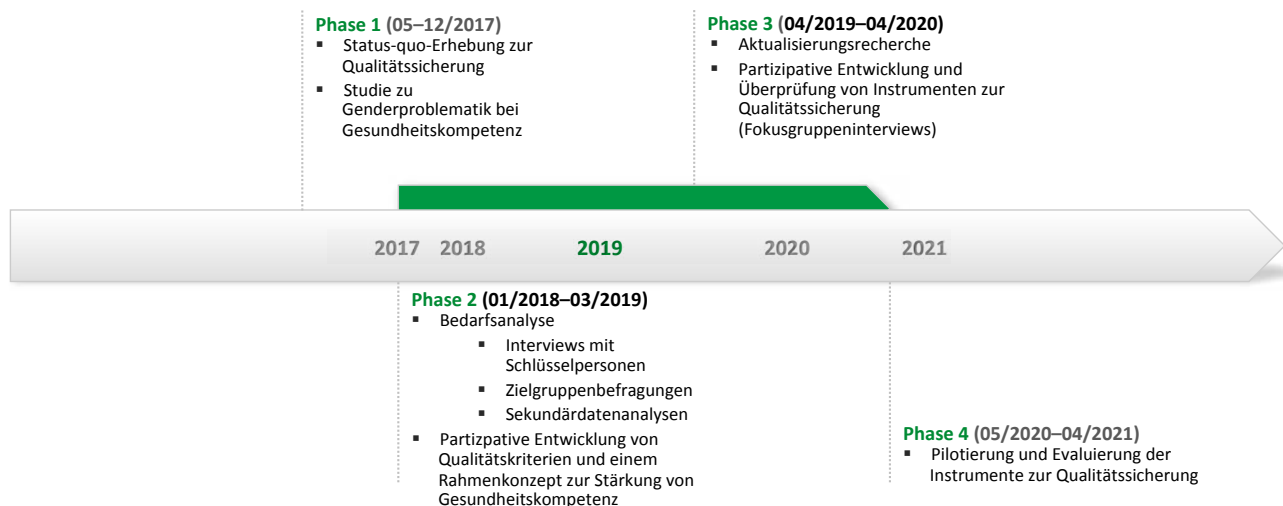 Phase 1 (05–12/2017)
▪ Status-quo-Erhebung zur
Qualitätssicherung
▪ Studie zu
Genderproblematik bei
Gesundheitskompetenz
Phase 3 (04/2019–04/2020)
▪ Aktualisierungsrecherche
▪ Partizipative Entwicklung und
Überprüfung von Instrumenten zur
Qualitätssicherung
(Fokusgruppeninterviews)
2017 2018 2019 2020 2021
Phase 2 (01/2018–03/2019)
▪ Bedarfsanalyse
▪ Interviews mit
Schlüsselpersonen
▪ Zielgruppenbefragungen
▪ Sekundärdatenanalysen
▪ Partizpative Entwicklung von
Qualitätskriterien und einem
Rahmenkonzept zur Stärkung von
Gesundheitskompetenz
Phase 4 (05/2020–04/2021)
▪ Pilotierung und Evaluierung der
Instrumente zur Qualitätssicherung